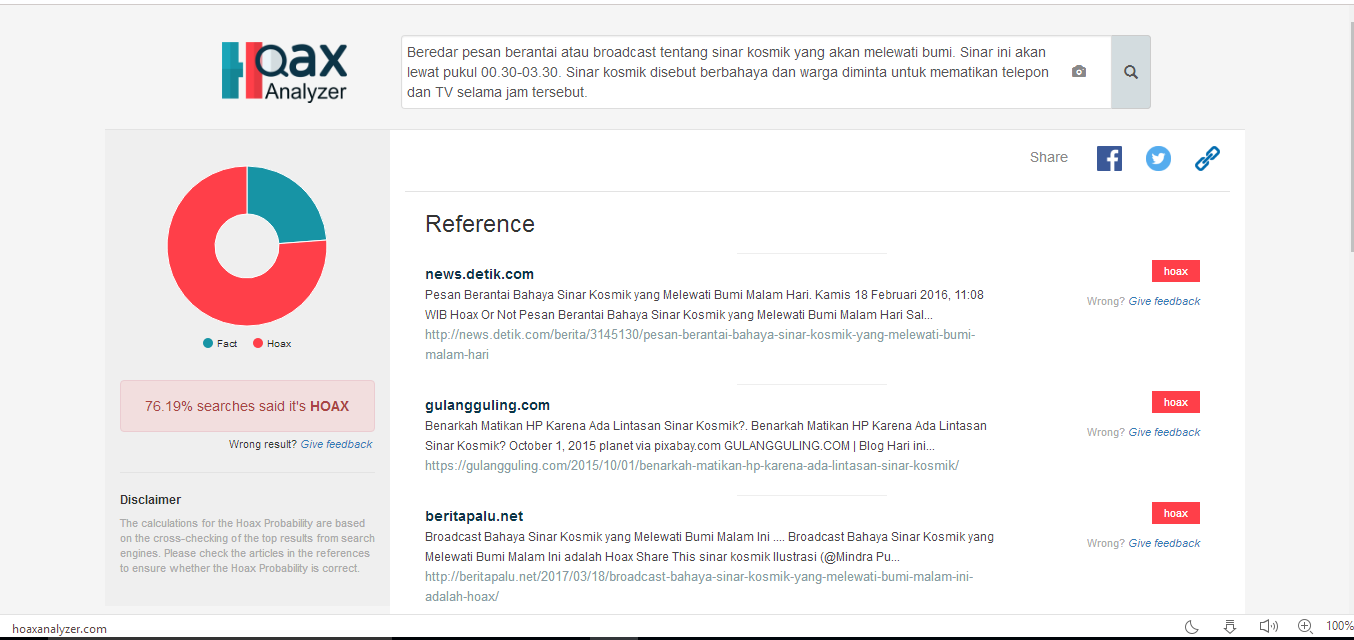 Hoax
Analyzer
Beredar pesan berantai atau broadcast tentang sinar kosmik yang akan melewati bumi. Sinar ini akan
lewat pukul 00.30-03.30. Sinar kosmik disebut berbahaya dan warga diminta untuk mematikan telepon
dan TV selama jam tersebut.
Fact
Hoax
76.19% searches said it's HOAX
Wrong result? Give feedback
Disclaimer
The calculations for the Hoax Probability are based
on the cross-checking of the top results from search
engines. Please check the articles in the references
to ensure whether the Hoax Probability is correct.
Share
Reference
news.detik.com
hoax
Pesan Berantai Bahaya Sinar Kosmik yang Melewati Bumi Malam Hari. Kamis 18 Februari 2016, 11:08
Wrong? Give feedback
WIB Hoax Or Not Pesan Berantai Bahaya Sinar Kosmik yang Melewati Bumi Malam Hari Sal...
http://news.detik.com/berita/3145130/pesan-berantai-bahaya-sinar-kosmik-yang-melewati-bumi-
malam-hari
gulangguling.com
hoax
Benarkah Matikan HP Karena Ada Lintasan Sinar Kosmik?. Benarkah Matikan HP Karena Ada Lintasan
Wrong? Give feedback
Sinar Kosmik? October 1, 2015 planet via pixabay.com GULANGGULING.COM | Blog Hari ini...
https://gulangguling.com/2015/10/01/benarkah-matikan-hp-karena-ada-lintasan-sinar-kosmik/
beritapalu.net
hoax
Broadcast Bahaya Sinar Kosmik yang Melewati Bumi Malam Ini .... Broadcast Bahaya Sinar Kosmik yang
Wrong? Give feedback
Melewati Bumi Malam Ini adalah Hoax Share This sinar kosmik Ilustrasi (@Mindra Pu...
http://beritapalu.net/2017/03/18/broadcast-bahaya-sinar-kosmik-yang-melewati-bumi-malam-ini-
adalah-hoax/
hoaxanalyzer.com
100%